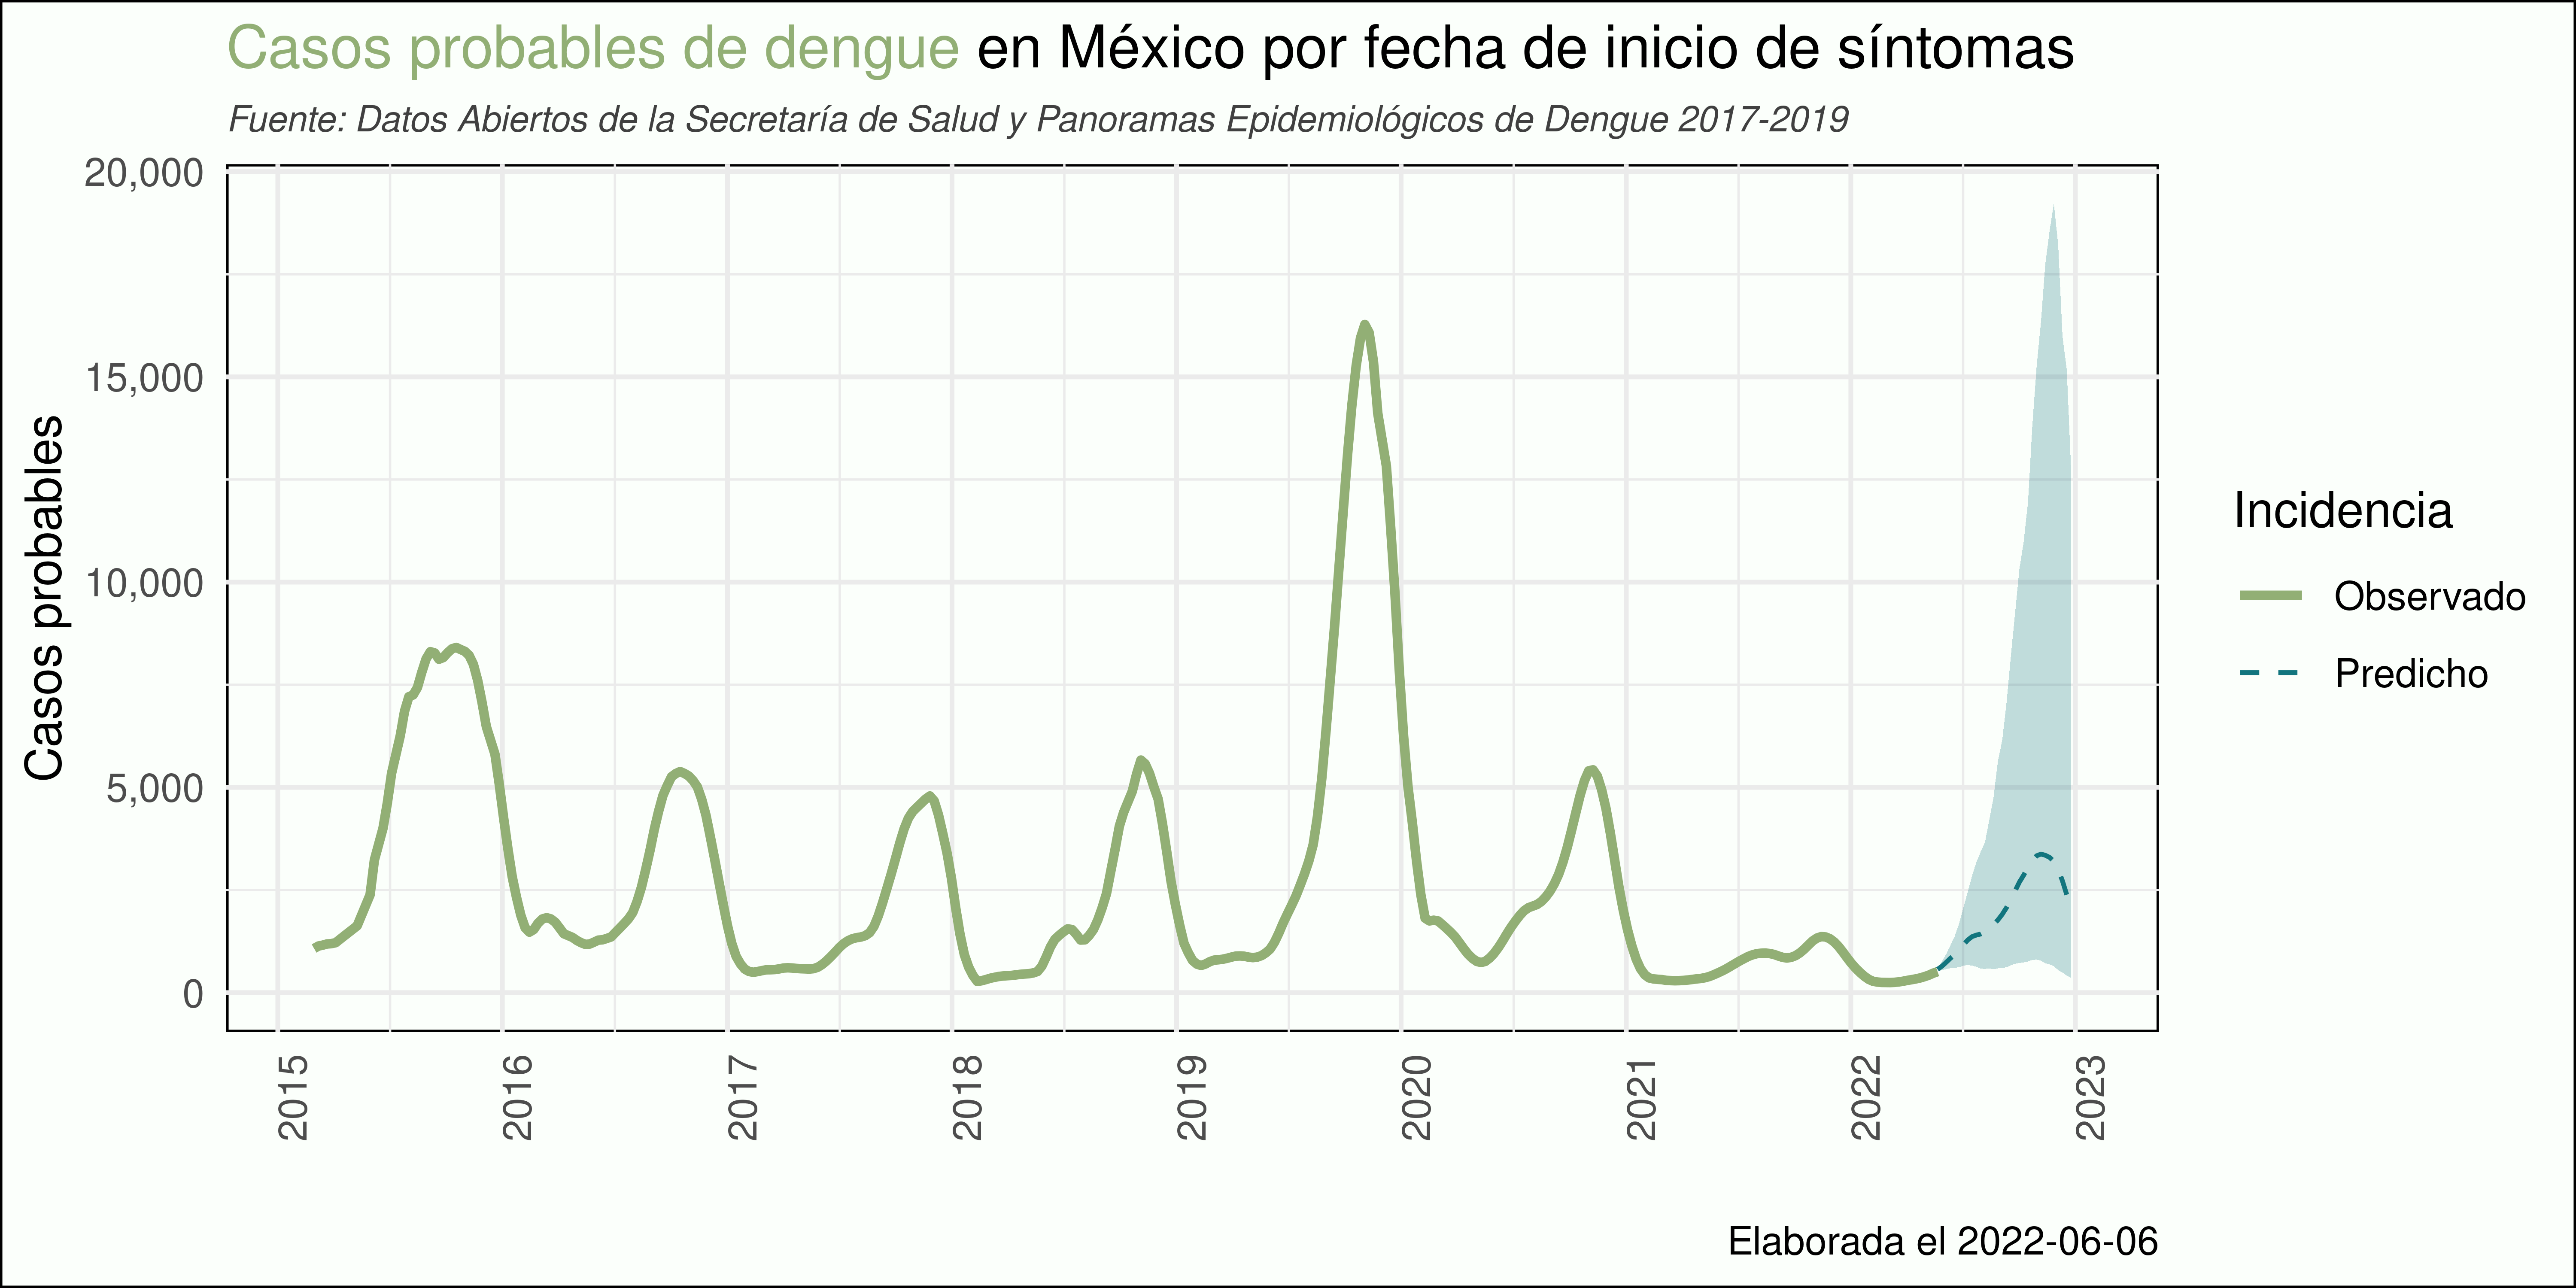 Casos probables de dengue en México por fecha de inicio de síntomas
Fuente: Datos Abiertos de la Secretaría de Salud y Panoramas Epidemiológicos de Dengue 2017-2019
Casos probables
20,000
15,000
10,000
5,000
0
2015
2016
2017
2018
2019
2020
2021
2022
2023
Incidencia
Observado
Predicho
Elaborada el 2022-06-06